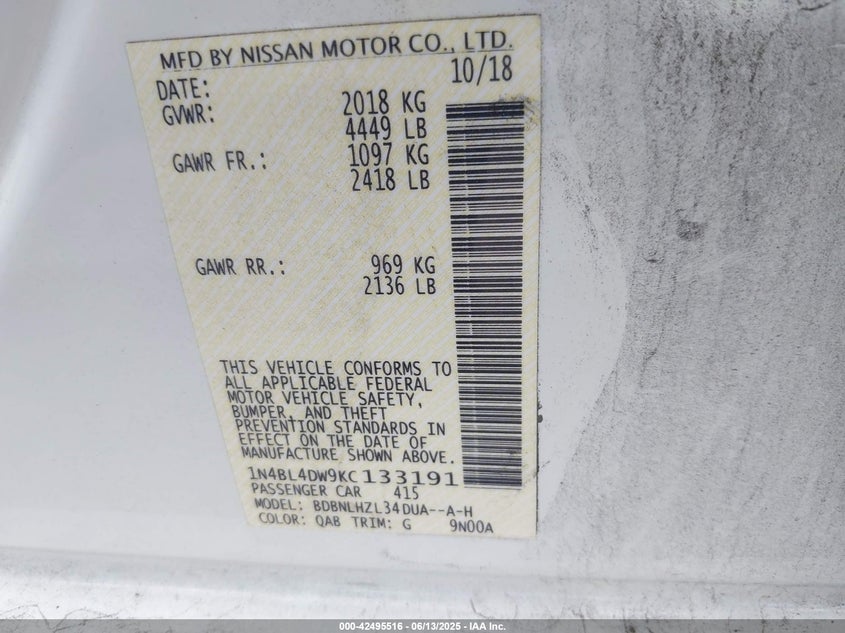 MFD BY NISSAN MOTOR CO., LTD.
DATE: 10/18
GVWR: 2018 KG
4449 LB
GAWR FR.: 1097 KG
2418 LB
GAWR RR.: 969 KG
2136 LB
THIS VEHICLE CONFORMS TO
ALL APPLICABLE FEDERAL
MOTOR VEHICLE SAFETY,
BUMPER, AND THEFT
PREVENTION STANDARDS IN
EFFECT ON THE DATE OF
MANUFACTURE SHOWN ABOVE.
1N4BL4DW9KC133191
PASSENGER CAR 415
MODEL: BDBNLHZL34DUA--A-H
COLOR: QAB TRIM: G 9N00A
000-42495516 - 06/13/2025 - IAA Inc.